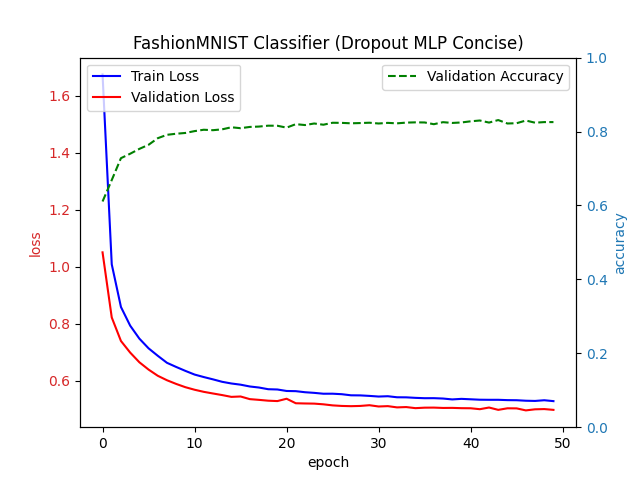 FashionMNIST Classifier (Dropout MLP Concise)
Train Loss
Validation Loss
Validation Accuracy
1.6
1.4
1.2
1.0
0.8
0.6
loss
1.0
0.8
0.6
0.4
0.2
0.0
accuracy
0 10 20 30 40 50
epoch